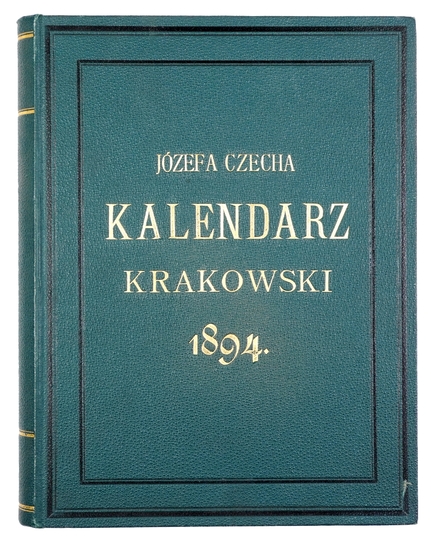 JÓZEFA CZECHA
KALENDARZ
KRAKOWSKI
1894.